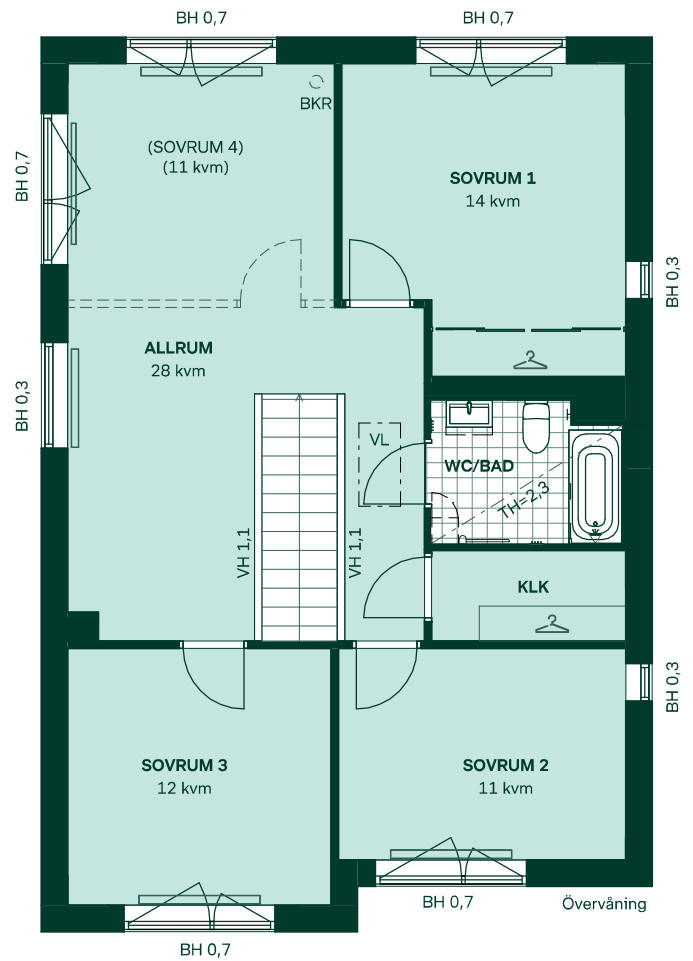 BH 0,7
BH 0,7
BKR
(SOVRUM 4)
(11 kvm)
BH 0,7
SOVRUM 1
14 kvm
BH 0,3
ALLRUM
28 kvm
BH 0,3
VL
WC/BAD
TH=2,3
VH 1,1
VH 1,1
KLK
BH 0,3
SOVRUM 3
12 kvm
SOVRUM 2
11 kvm
BH 0,7
Övervåning
BH 0,7